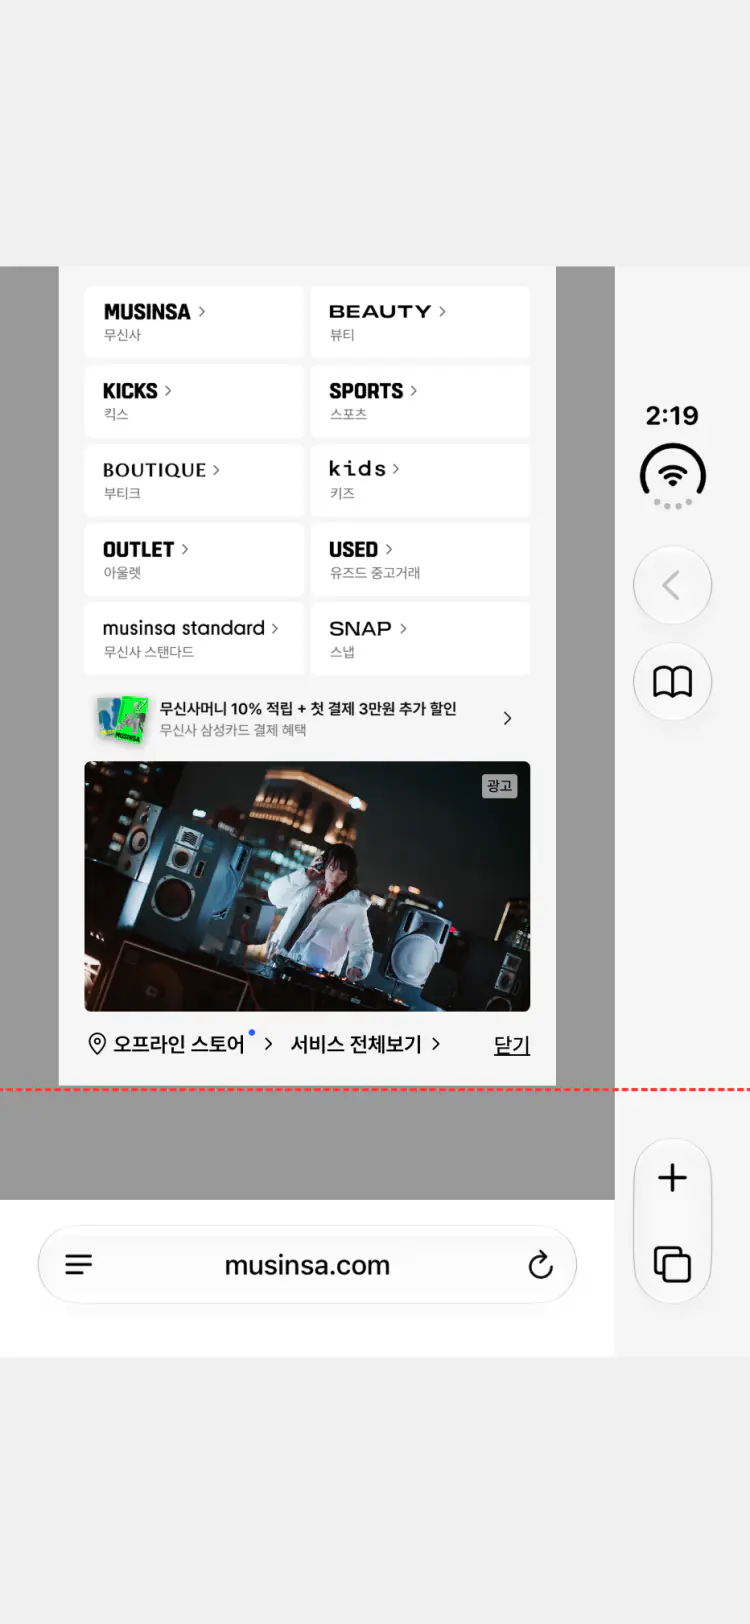 MUSINSA
무신사
BEAUTY
뷰티
KICKS
킥스
SPORTS
스포츠
2:19
BOUTIQUE
부티크
kids
키즈
OUTLET
아울렛
USED
유즈드 중고거래
musinsa standard
무신사 스탠다드
SNAP
스냅
MUSINSA
무신사머니 10% 적립 + 첫 결제 3만원 추가 할인
무신사 삼성카드 결제 혜택
광고
오프라인 스토어
서비스 전체보기
닫기
musinsa.com